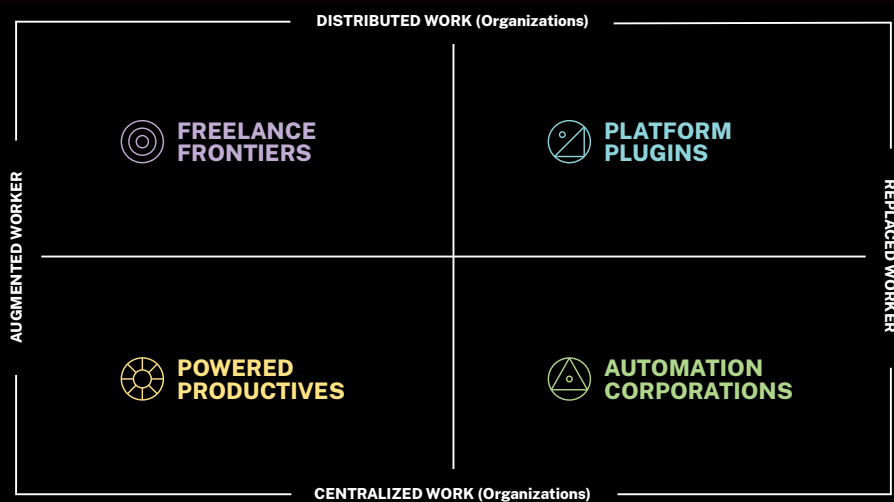 DISTRIBUTED WORK (Organizations)
FREELANCE
FRONTIERS
PLATFORM
PLUGINS
AUGMENTED WORKER
REPLACED WORKER
POWERED
PRODUCTIVES
AUTOMATION
CORPORATIONS
CENTRALIZED WORK (Organizations)